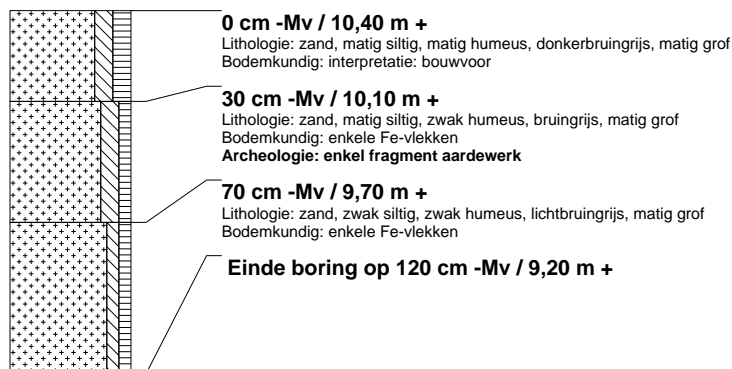 0 cm -Mv / 10,40 m +
Lithologie: zand, matig siltig, matig humeus, donkerbruingrijs, matig grof
Bodemkundig: interpretatie: bouwvoor
30 cm -Mv / 10,10 m +
Lithologie: zand, matig siltig, zwak humeus, bruingrijs, matig grof
Bodemkundig: enkele Fe-vlekken
Archeologie: enkel fragment aardewerk
70 cm -Mv / 9,70 m +
Lithologie: zand, zwak siltig, zwak humeus, lichtbruingrijs, matig grof
Bodemkundig: enkele Fe-vlekken
Einde boring op 120 cm -Mv / 9,20 m +